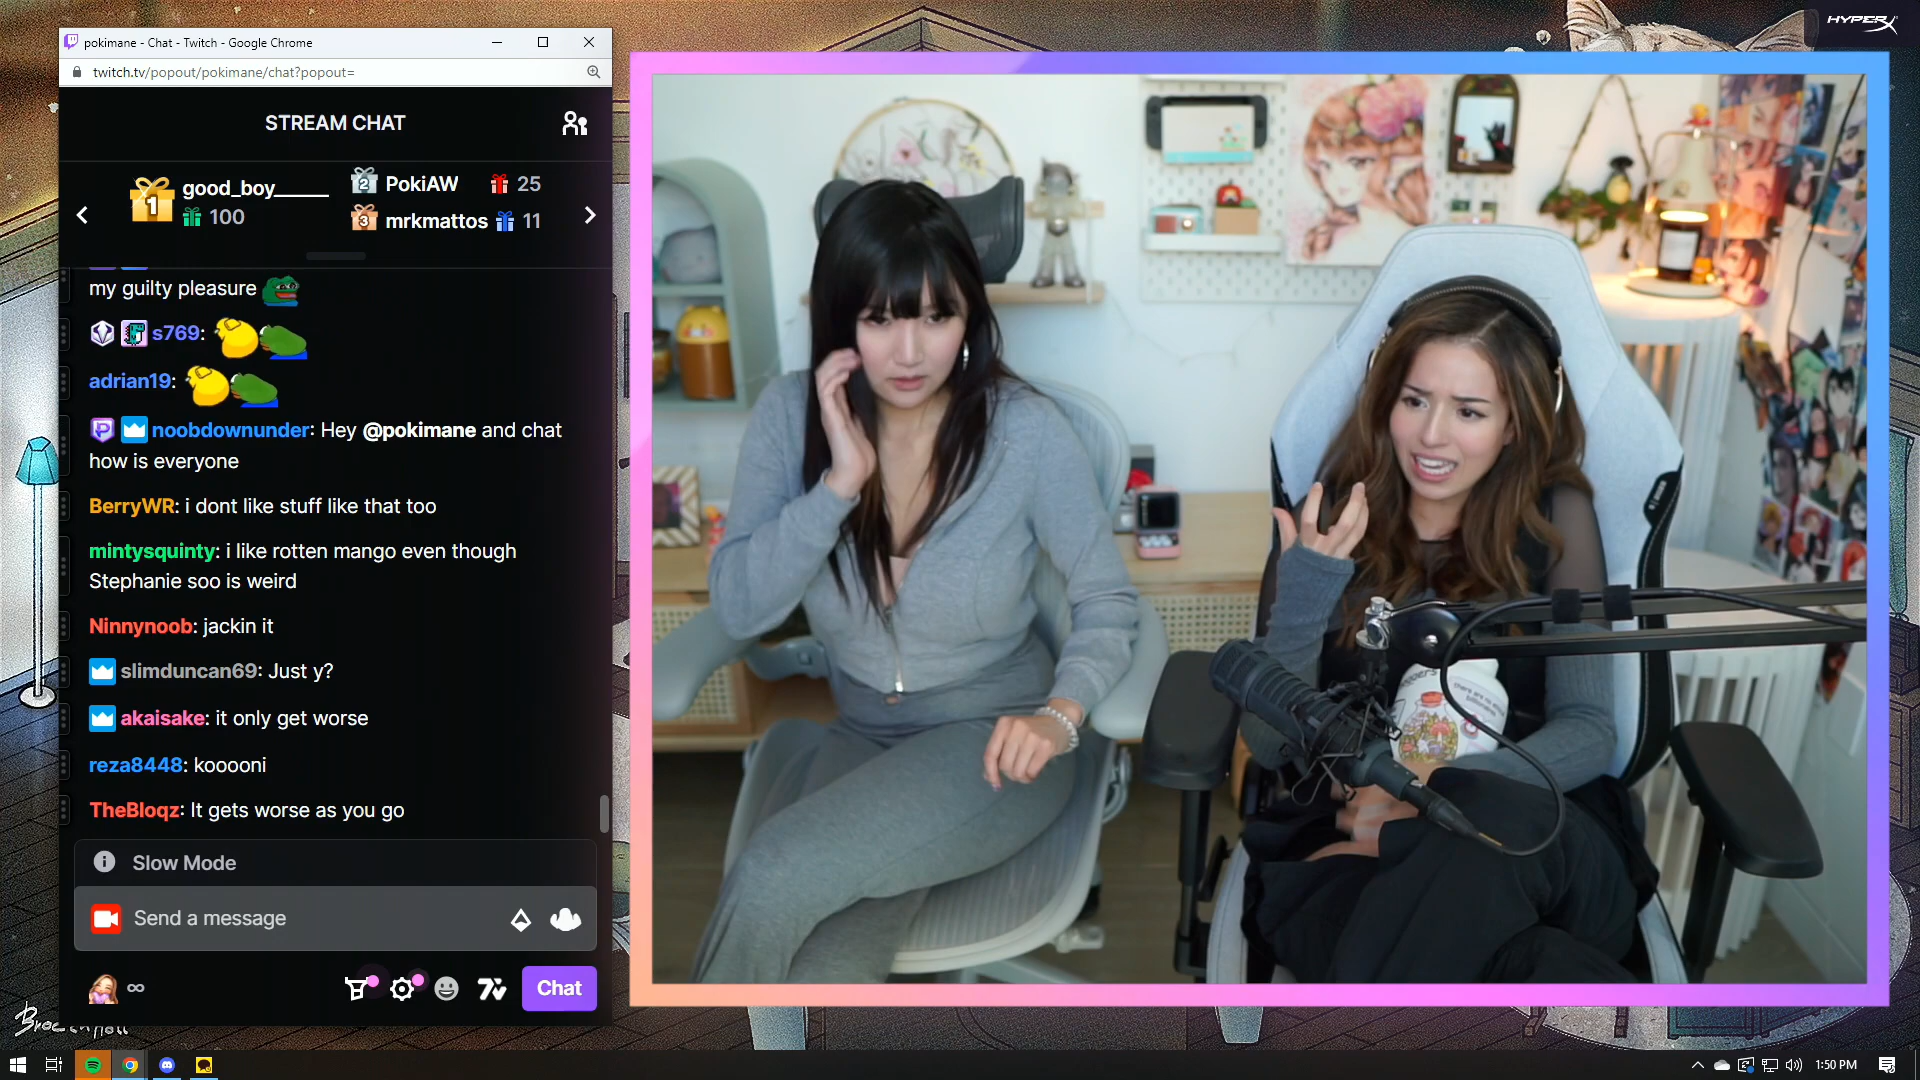 HYPERX
pokimane - Chat - Twitch - Google Chrome
twitch.tv/popout/pokimane/chat?popout=
STREAM CHAT
1 good_boy_____ 100
2 PokiAW 25
3 mrkmattos 11
my guilty pleasure
s769:
adrian19:
noobdownunder: Hey @pokimane and chat
how is everyone
BerryWR: i dont like stuff like that too
mintysquinty: i like rotten mango even though
Stephanie soo is weird
Ninnynoob: jackin it
slimduncan69: Just y?
akaisake: it only get worse
reza8448: kooooni
TheBloqz: It gets worse as you go
Slow Mode
Send a message
Chat
1:50 PM